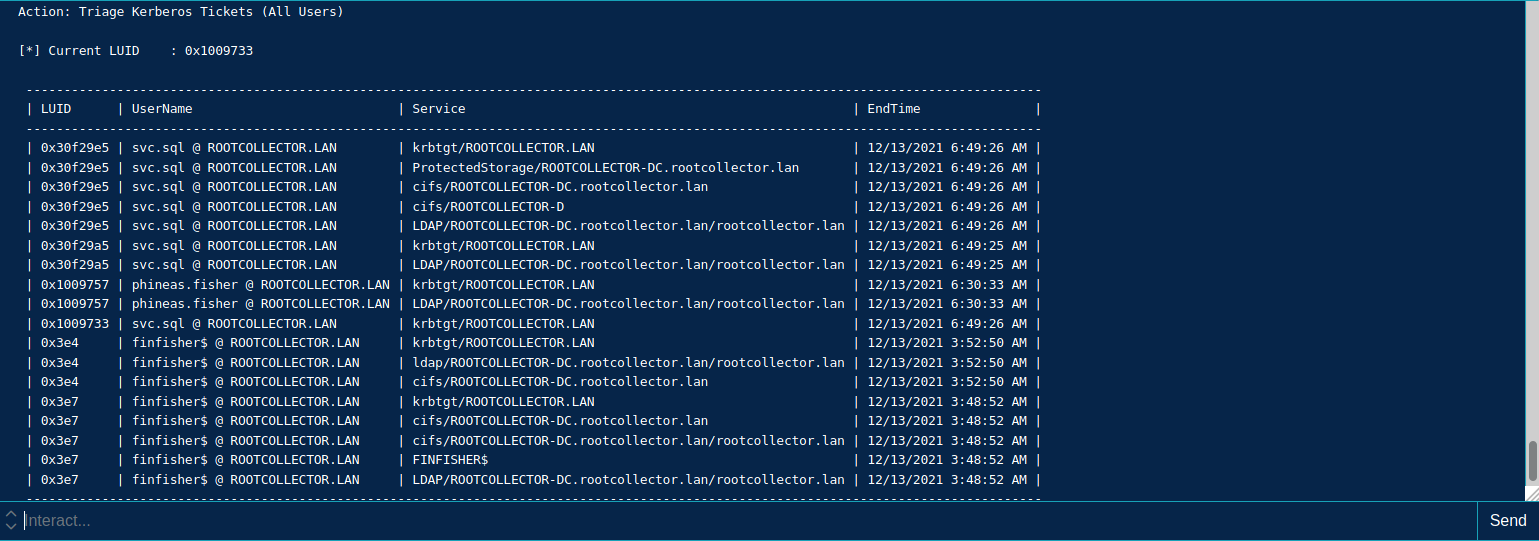 Action: Triage Kerberos Tickets (All Users)
[*] Current LUID    : 0x1009733
---------------------------------------------------------------------------------------------------------------------------------------
| LUID      | UserName                           | Service                                                   | EndTime               |
---------------------------------------------------------------------------------------------------------------------------------------
| 0x30f29e5 | svc.sql @ ROOTCOLLECTOR.LAN        | krbtgt/ROOTCOLLECTOR.LAN                                  | 12/13/2021 6:49:26 AM |
| 0x30f29e5 | svc.sql @ ROOTCOLLECTOR.LAN        | ProtectedStorage/ROOTCOLLECTOR-DC.rootcollector.lan       | 12/13/2021 6:49:26 AM |
| 0x30f29e5 | svc.sql @ ROOTCOLLECTOR.LAN        | cifs/ROOTCOLLECTOR-DC.rootcollector.lan                   | 12/13/2021 6:49:26 AM |
| 0x30f29e5 | svc.sql @ ROOTCOLLECTOR.LAN        | cifs/ROOTCOLLECTOR-D                                      | 12/13/2021 6:49:26 AM |
| 0x30f29e5 | svc.sql @ ROOTCOLLECTOR.LAN        | LDAP/ROOTCOLLECTOR-DC.rootcollector.lan/rootcollector.lan | 12/13/2021 6:49:26 AM |
| 0x30f29a5 | svc.sql @ ROOTCOLLECTOR.LAN        | krbtgt/ROOTCOLLECTOR.LAN                                  | 12/13/2021 6:49:25 AM |
| 0x30f29a5 | svc.sql @ ROOTCOLLECTOR.LAN        | LDAP/ROOTCOLLECTOR-DC.rootcollector.lan/rootcollector.lan | 12/13/2021 6:49:25 AM |
| 0x1009757 | phineas.fisher @ ROOTCOLLECTOR.LAN | krbtgt/ROOTCOLLECTOR.LAN                                  | 12/13/2021 6:30:33 AM |
| 0x1009757 | phineas.fisher @ ROOTCOLLECTOR.LAN | LDAP/ROOTCOLLECTOR-DC.rootcollector.lan/rootcollector.lan | 12/13/2021 6:30:33 AM |
| 0x1009733 | svc.sql @ ROOTCOLLECTOR.LAN        | krbtgt/ROOTCOLLECTOR.LAN                                  | 12/13/2021 6:49:26 AM |
| 0x3e4     | finfisher$ @ ROOTCOLLECTOR.LAN     | krbtgt/ROOTCOLLECTOR.LAN                                  | 12/13/2021 3:52:50 AM |
| 0x3e4     | finfisher$ @ ROOTCOLLECTOR.LAN     | ldap/ROOTCOLLECTOR-DC.rootcollector.lan/rootcollector.lan | 12/13/2021 3:52:50 AM |
| 0x3e4     | finfisher$ @ ROOTCOLLECTOR.LAN     | cifs/ROOTCOLLECTOR-DC.rootcollector.lan                   | 12/13/2021 3:52:50 AM |
| 0x3e7     | finfisher$ @ ROOTCOLLECTOR.LAN     | krbtgt/ROOTCOLLECTOR.LAN                                  | 12/13/2021 3:48:52 AM |
| 0x3e7     | finfisher$ @ ROOTCOLLECTOR.LAN     | cifs/ROOTCOLLECTOR-DC.rootcollector.lan                   | 12/13/2021 3:48:52 AM |
| 0x3e7     | finfisher$ @ ROOTCOLLECTOR.LAN     | cifs/ROOTCOLLECTOR-DC.rootcollector.lan/rootcollector.lan | 12/13/2021 3:48:52 AM |
| 0x3e7     | finfisher$ @ ROOTCOLLECTOR.LAN     | FINFISHER$                                                | 12/13/2021 3:48:52 AM |
| 0x3e7     | finfisher$ @ ROOTCOLLECTOR.LAN     | LDAP/ROOTCOLLECTOR-DC.rootcollector.lan/rootcollector.lan | 12/13/2021 3:48:52 AM |
---------------------------------------------------------------------------------------------------------------------------------------
Interact... Send